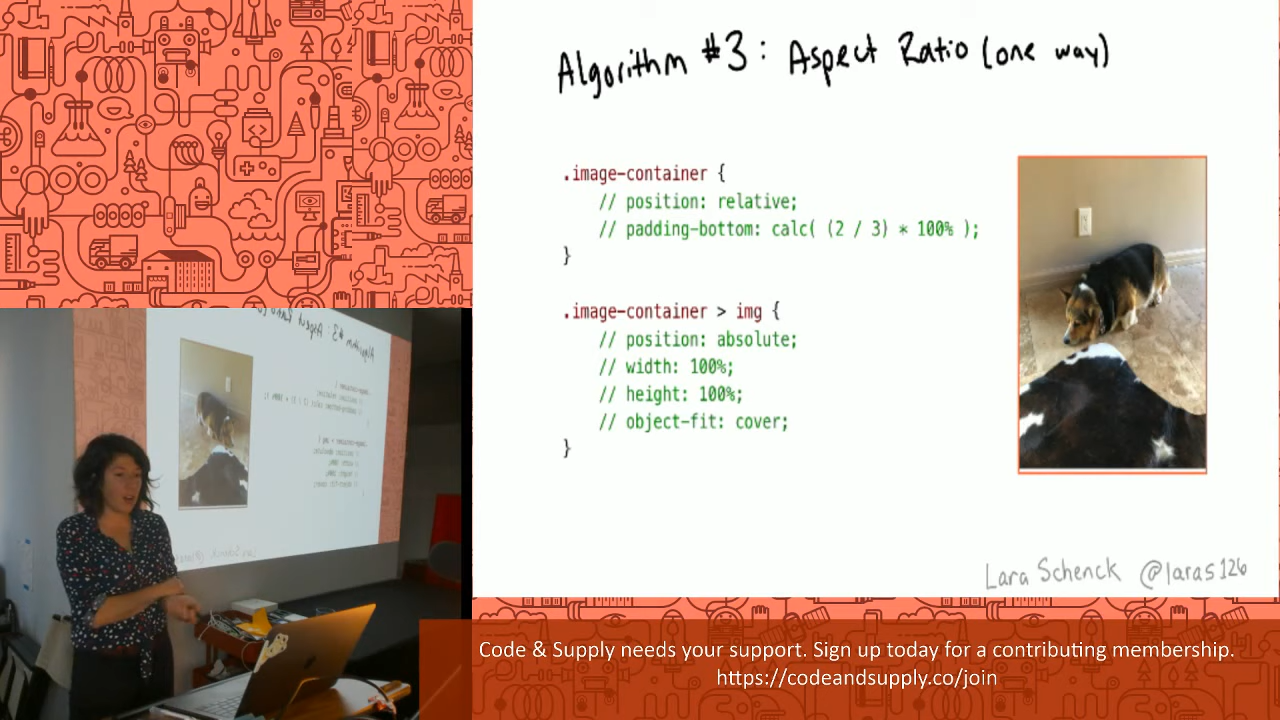 Algorithm #3: Aspect Ratio (one way)
.image-container {
// position: relative;
// padding-bottom: calc( (2 / 3) * 100% );
}
.image-container > img {
// position: absolute;
// width: 100%;
// height: 100%;
// object-fit: cover;
}
Lara Schenck @laras126
Code & Supply needs your support. Sign up today for a contributing membership.
https://codeandsupply.co/join